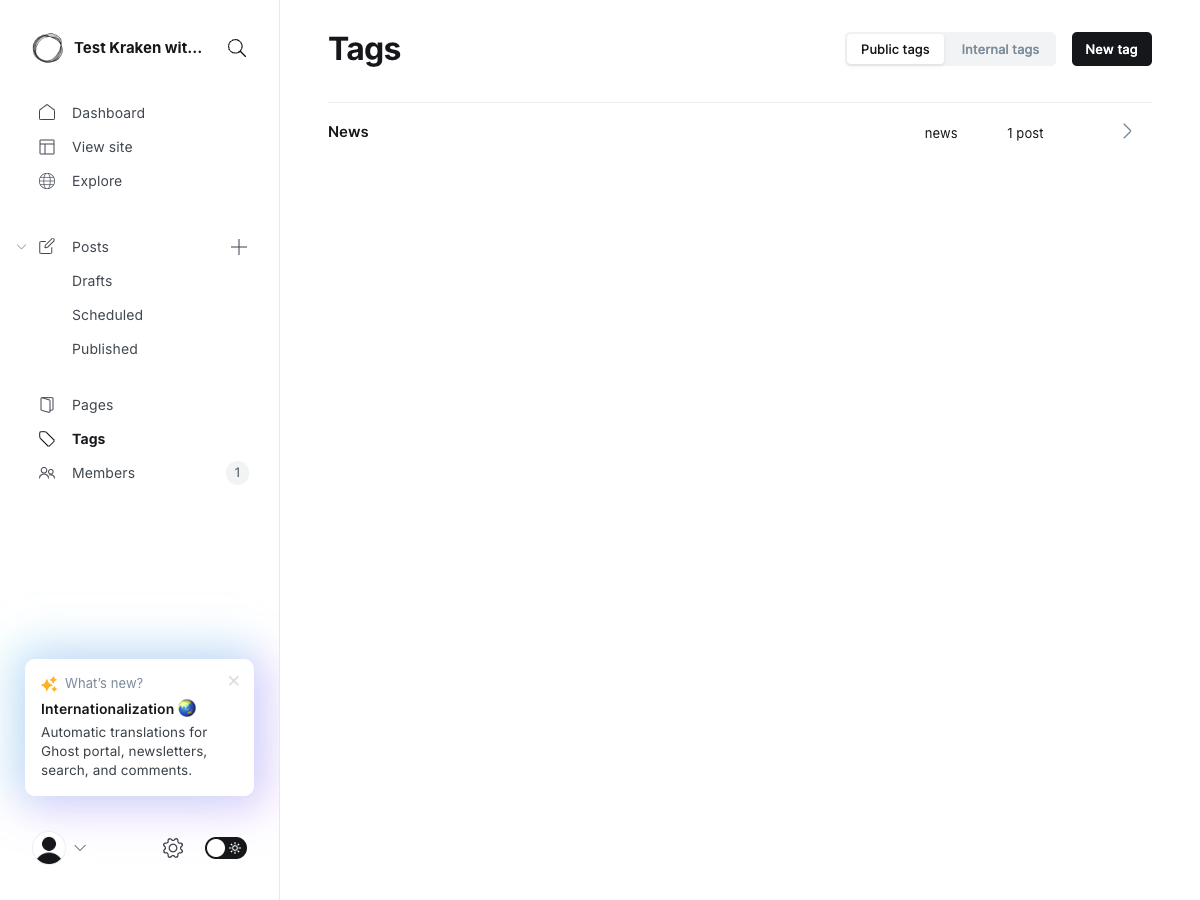 Test Kraken wit...
Dashboard
View site
Explore
Posts
Drafts
Scheduled
Published
Pages
Tags
Members
1
What's new?
Internationalization
Automatic translations for
Ghost portal, newsletters,
search, and comments.
Tags
Public tags
Internal tags
New tag
News
news
1 post